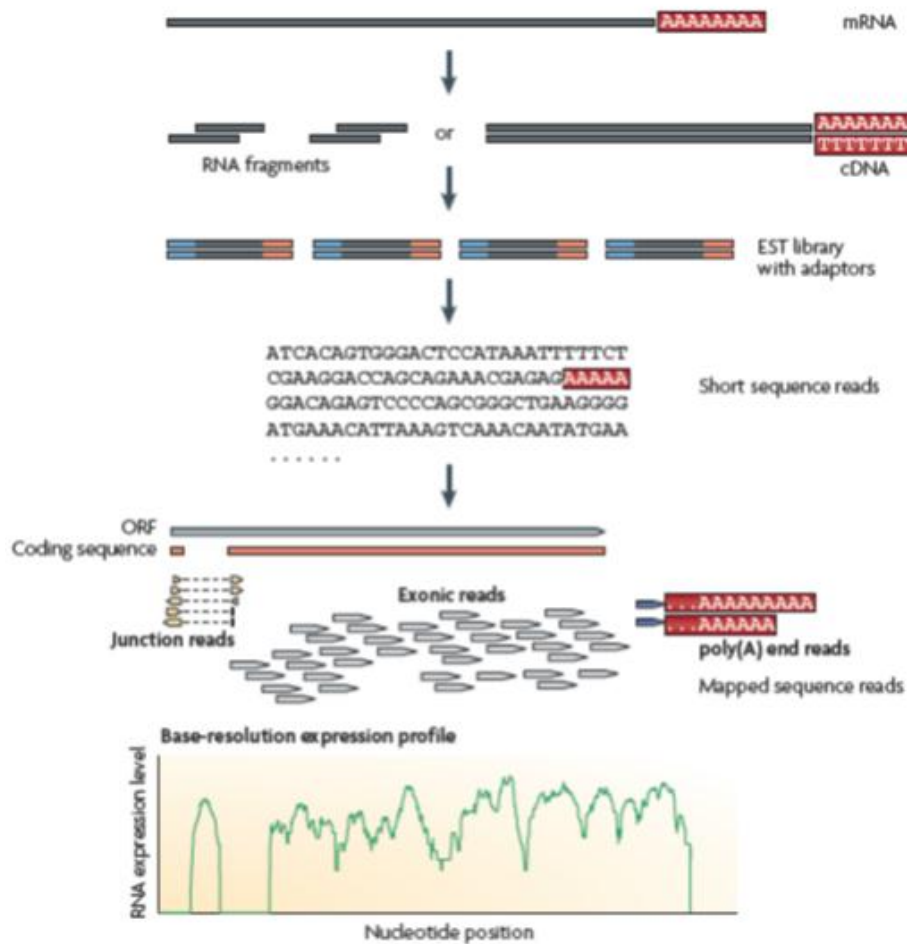 AAAAAAAA mRNA
or
AAAAAAA
TTTTTTT
RNA fragments
cDNA
EST library
with adaptors
ATCACAGTGGGACTCCATAAATTTTTCT
CGAAGGACCAGCAGAAACGAGAGAAAAA
GGACAGAGTCCCCAGCGGGCTGAAGGGG
ATGAAACATTAAAGTCAAACAATATGAA
. . . . . .
Short sequence reads
ORF
Coding sequence
Exonic reads
Junction reads
...AAAAAAAAA
...AAAAAA
poly(A) end reads
Mapped sequence reads
Base-resolution expression profile
RNA expression level
Nucleotide position